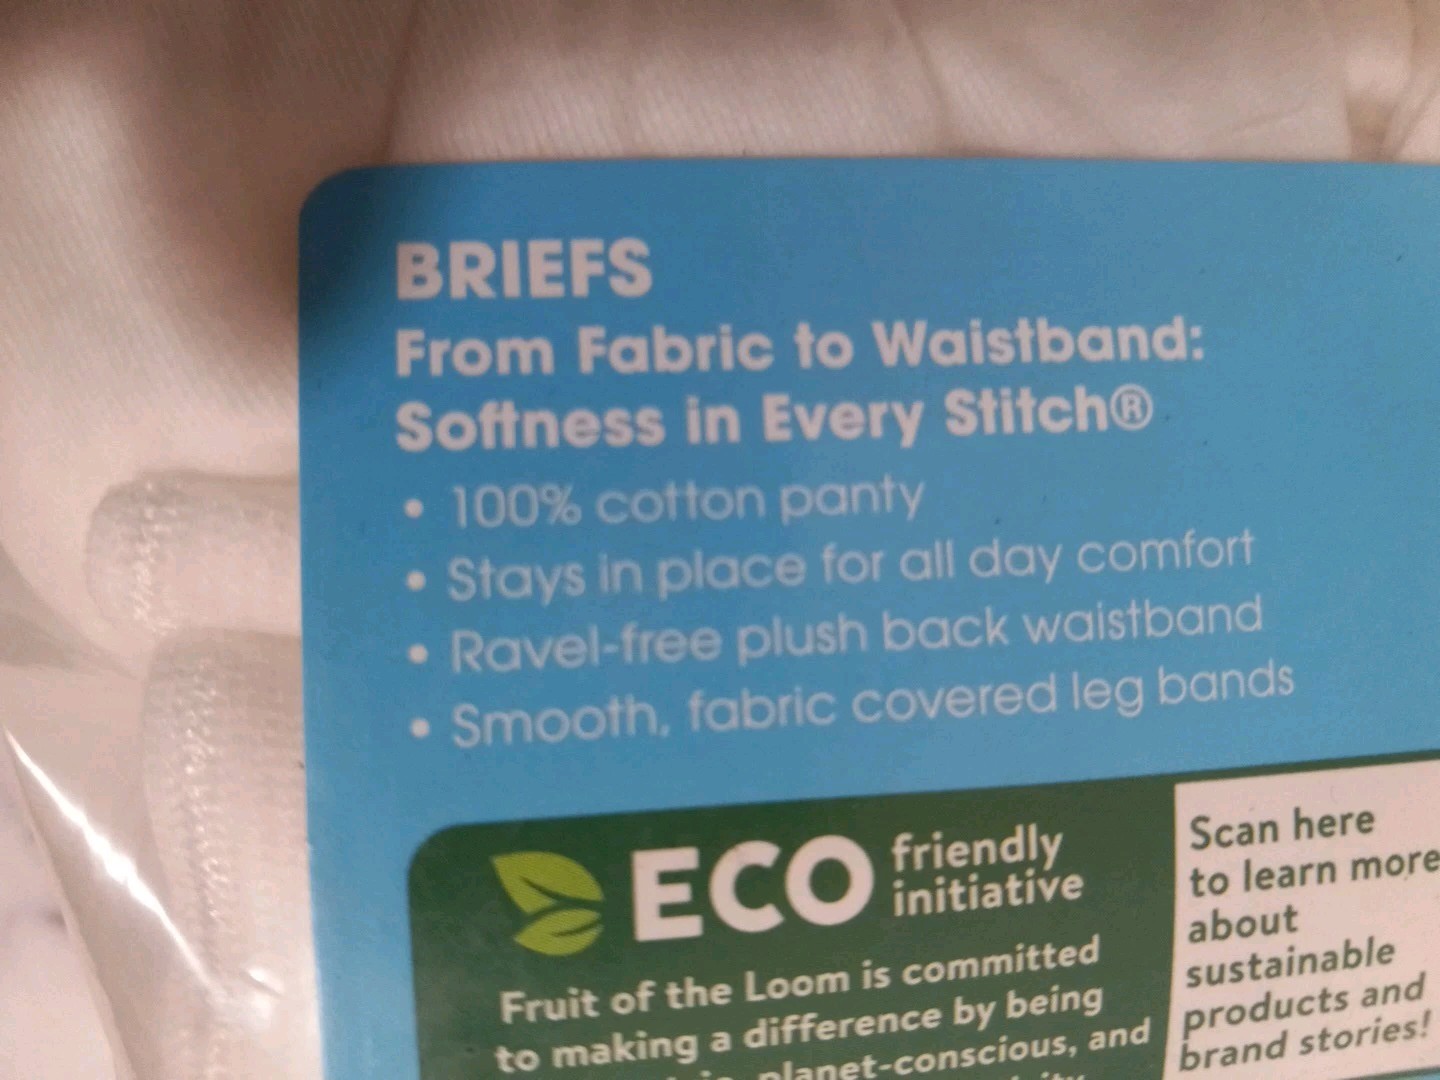 BRIEFS
From Fabric to Waistband:
Softness in Every Stitch®
• 100% cotton panty
• Stays in place for all day comfort
• Ravel-free plush back waistband
• Smooth, fabric covered leg bands
ECO friendly
initiative
Fruit of the Loom is committed
to making a difference by being
planet-conscious, and
Scan here
to learn more
about
sustainable
products and
brand stories!